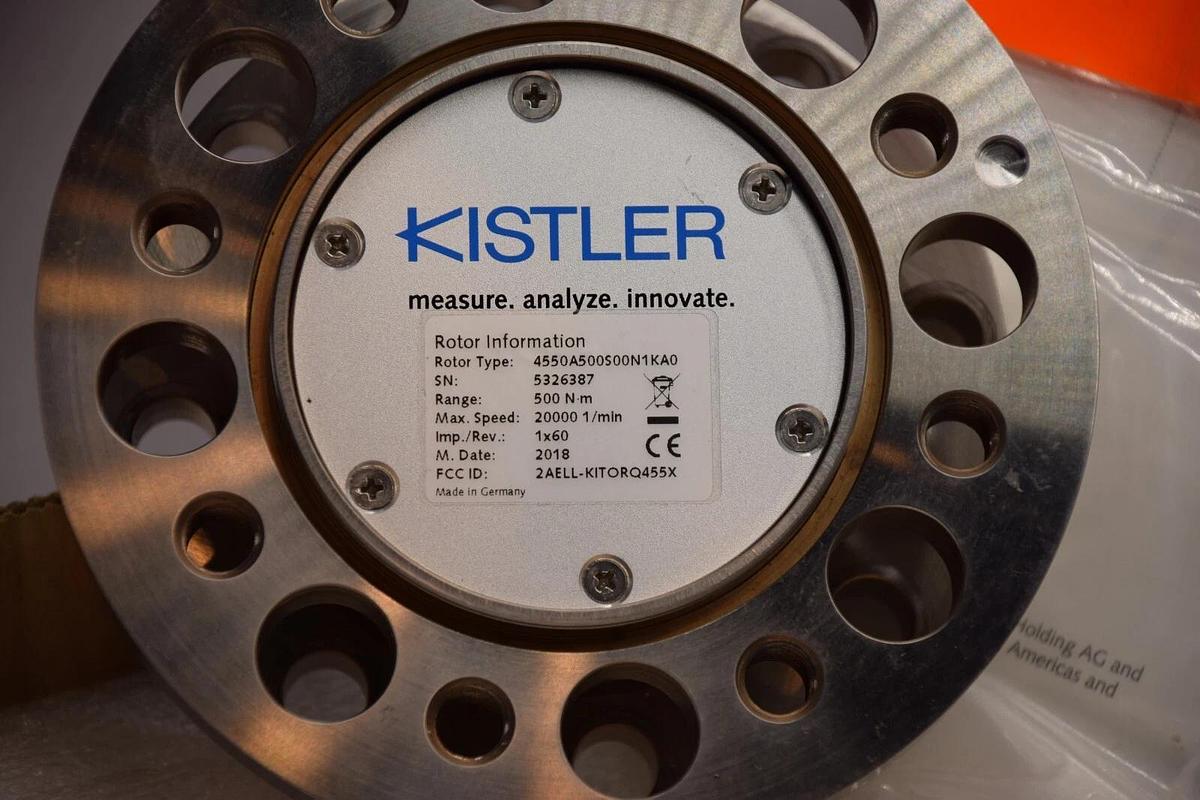 KISTLER
measure. analyze. innovate.
Rotor Information
Rotor Type: 4550A500S00N1KA0
SN: 5326387
Range: 500 N·m
Max. Speed: 20000 1/min
Imp./Rev.: 1x60
M. Date: 2018
FCC ID: 2AELL-KITORQ455X
Made in Germany
CE
Holding AG and
Americas and